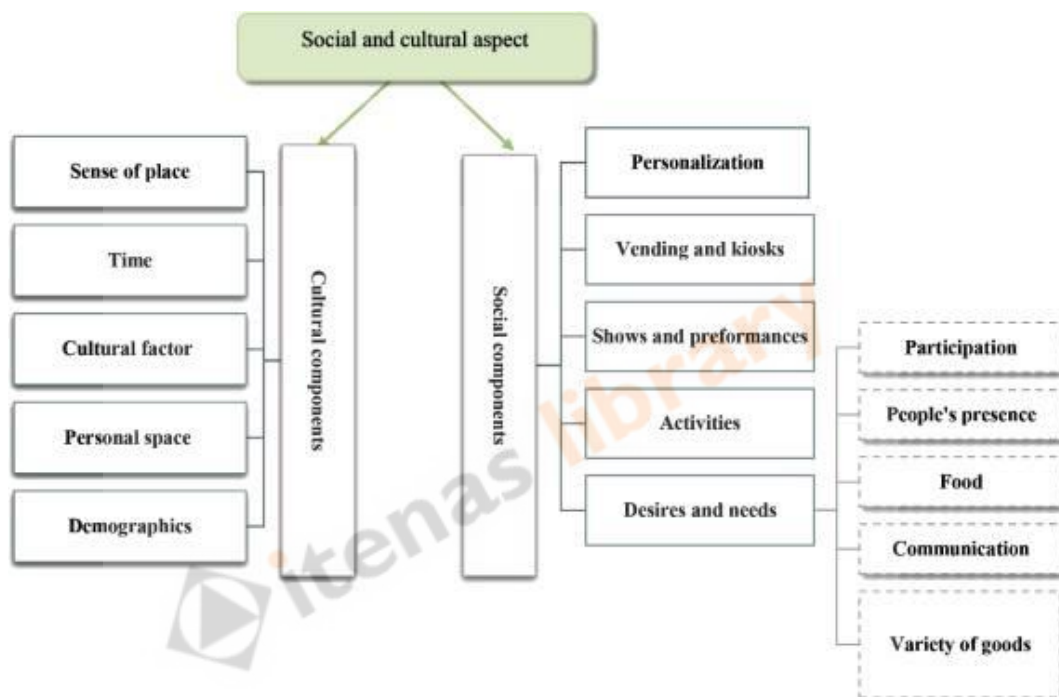 Social and cultural aspect
Cultural components
Sense of place
Time
Cultural factor
Personal space
Demographics
Social components
Personalization
Vending and kiosks
Shows and preformances
Activities
Desires and needs
Participation
People's presence
Food
Communication
Variety of goods
itenas library